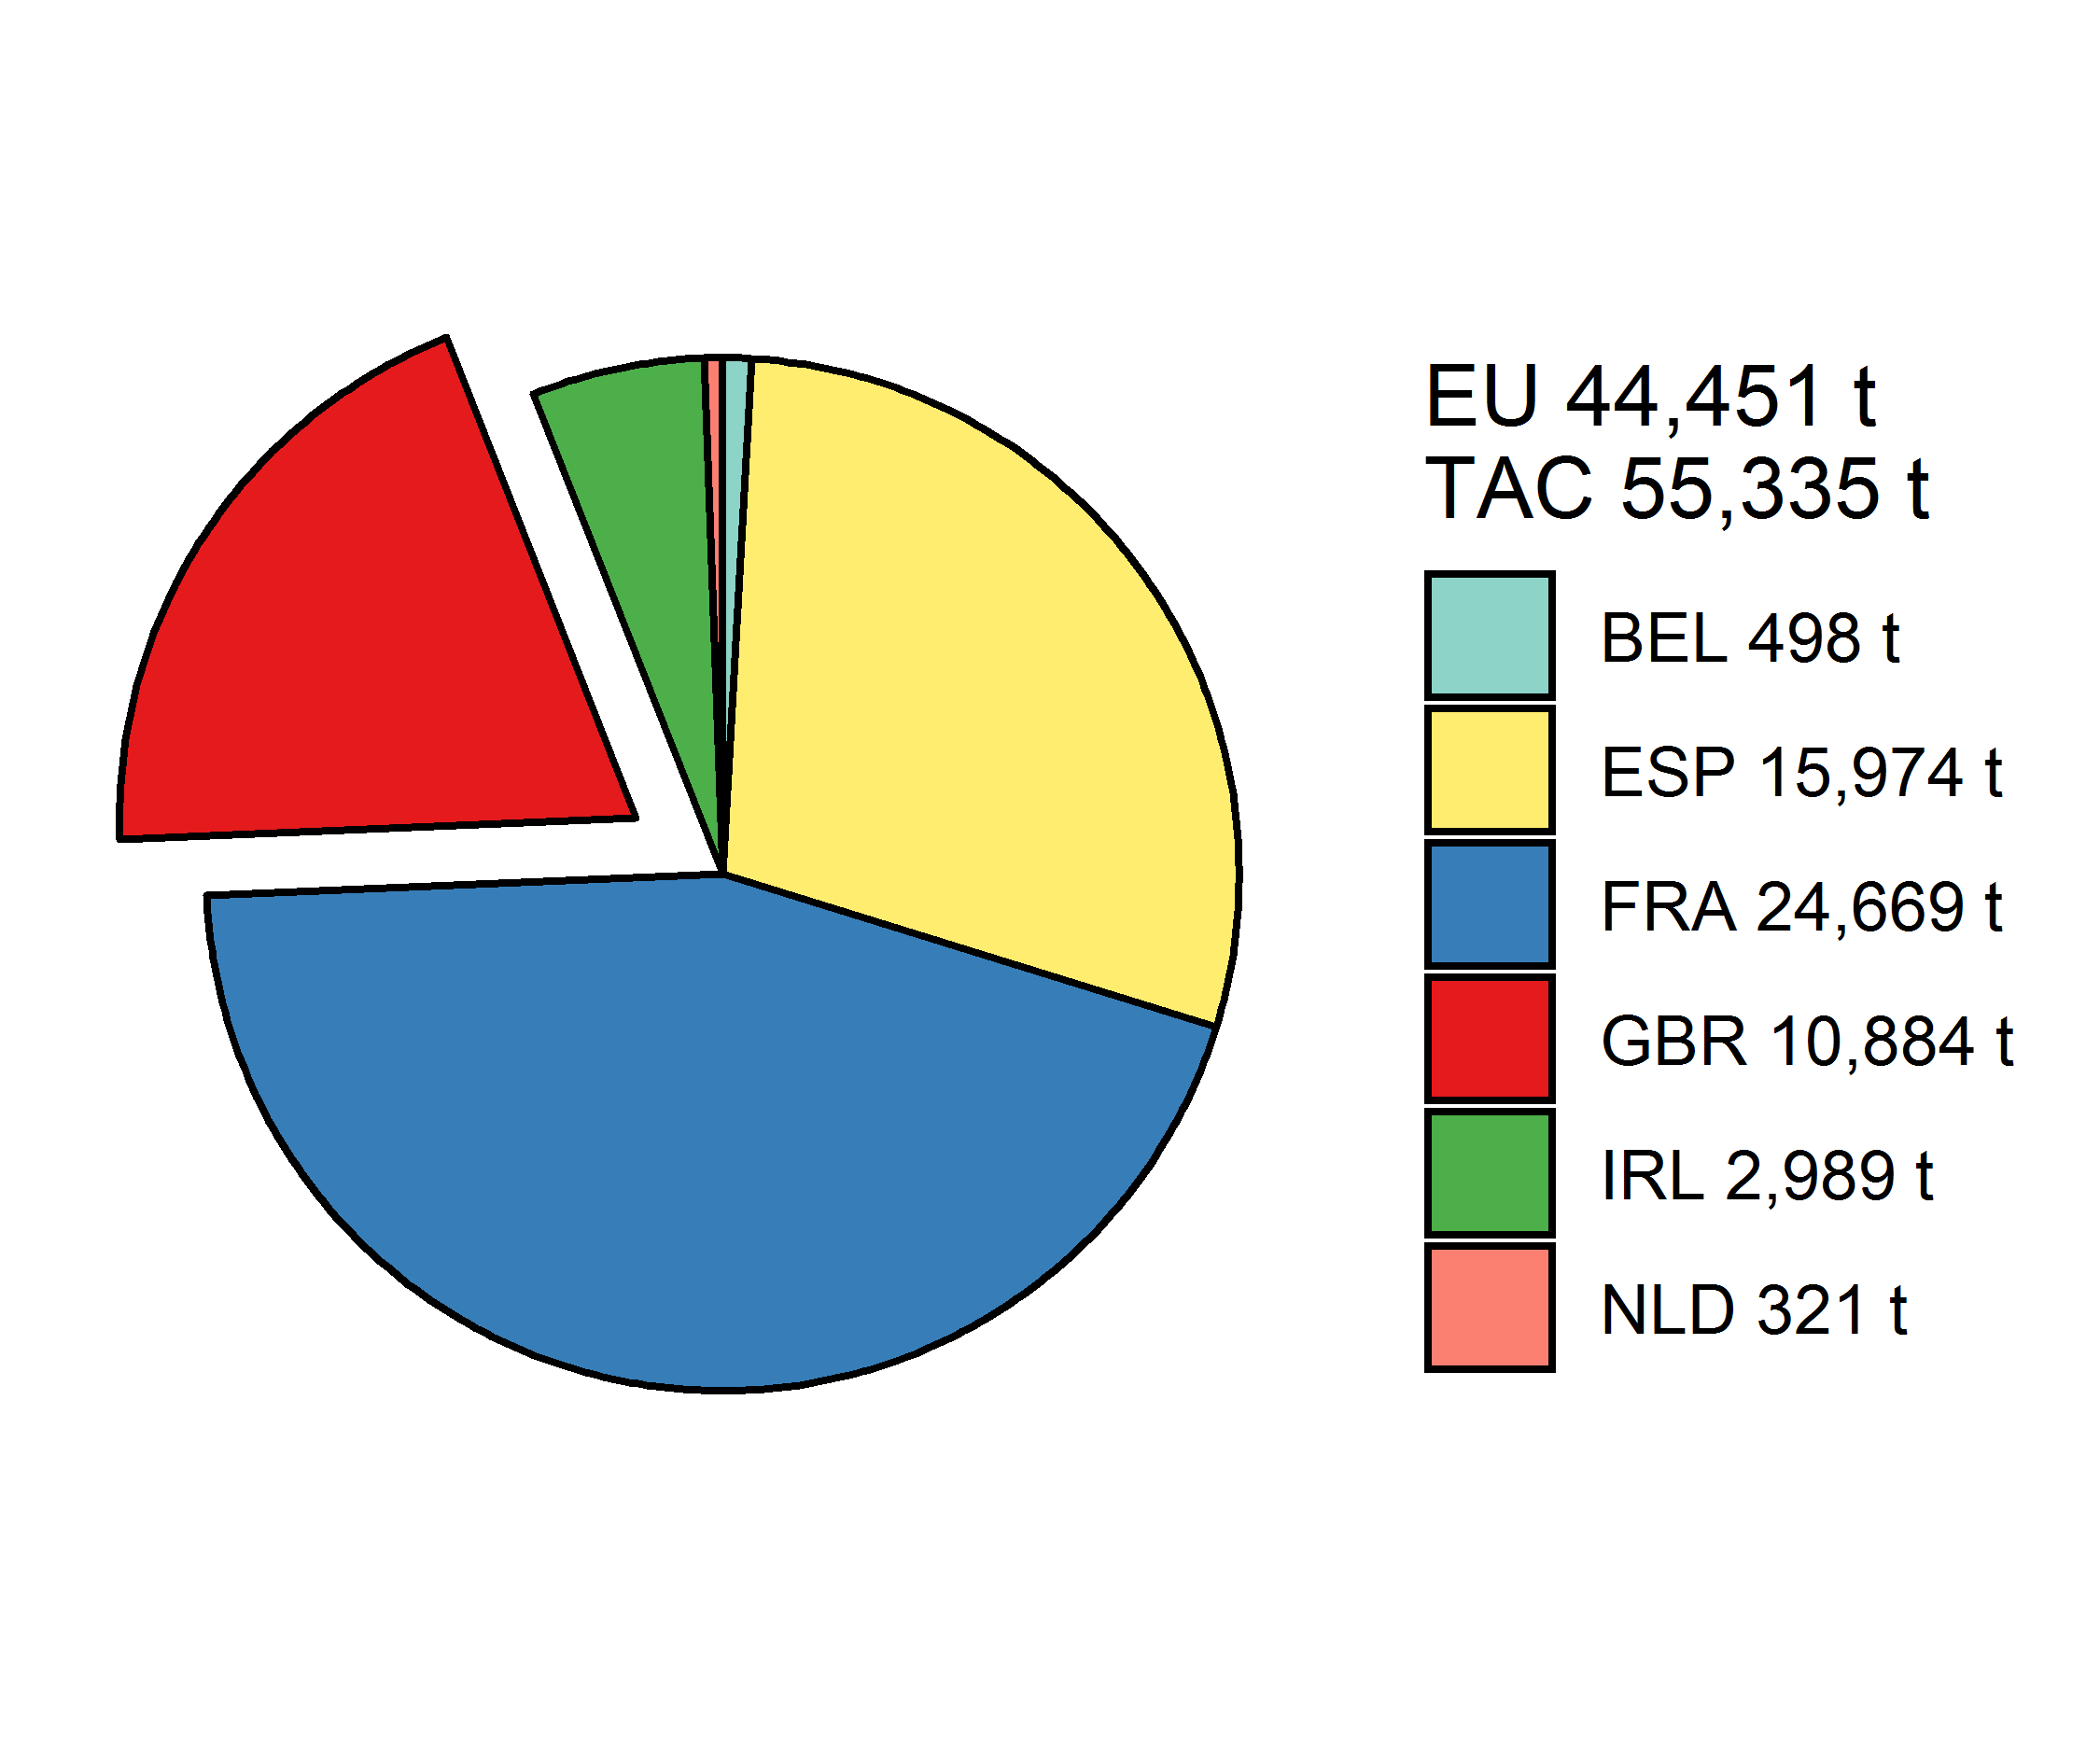 EU 44,451 t
TAC 55,335 t
BEL 498 t
ESP 15,974 t
FRA 24,669 t
GBR 10,884 t
IRL 2,989 t
NLD 321 t